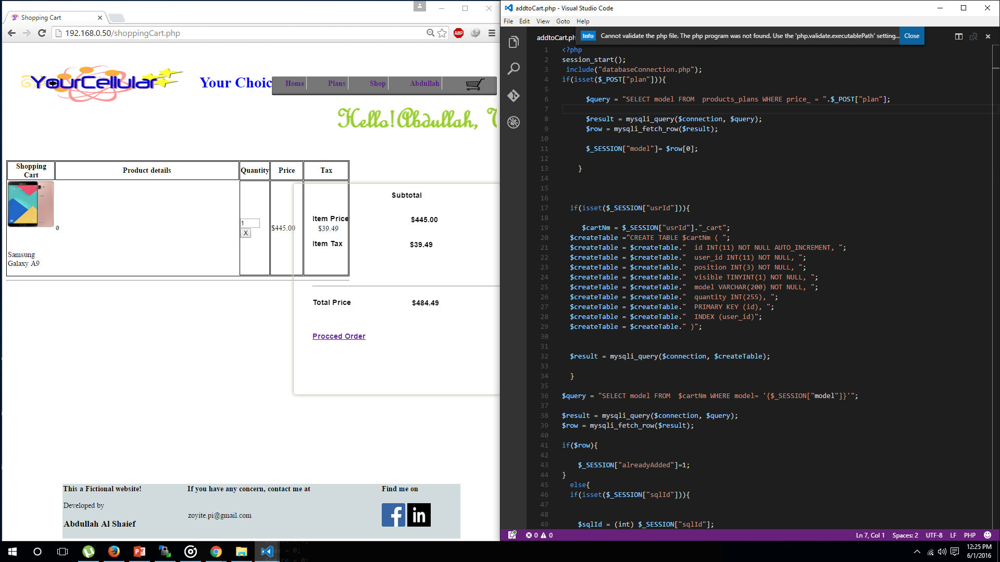 Shopping Cart
192.168.0.50/shoppingCart.php
ABP
YourCellular
Your Choic
Home
Plans
Shop
Abdullah
Hello!Abdullah,
Shopping Cart
Product details
Quantity
Price
Tax
0
1
X
$445.00
$39.49
Samsung
Galaxy A9
Subtotal
Item Price
$445.00
Item Tax
$39.49
Total Price
$484.49
Procced Order
This a Fictional website!
If you have any concern, contact me at
Find me on
Developed by
zoyite.pi@gmail.com
Abdullah Al Shaief
f
in
addtoCart.php - Visual Studio Code
File Edit View Goto Help
addtoCart.ph
Info Cannot validate the php file. The php program was not found. Use the 'php.validate.executablePath' setting... Close
1 <?php
2 session_start();
3 include("databaseConnection.php");
4 if(isset($_POST["plan"])){
5
6 $query = "SELECT model FROM  products_plans WHERE price_ = ".$_POST["plan"];
7
8 $result = mysqli_query($connection, $query);
9 $row = mysqli_fetch_row($result);
10
11 $_SESSION["model"]= $row[0];
12
13 }
14
15
16
17 if(isset($_SESSION["usrId"])){
18
19 $cartNm = $_SESSION["usrId"]."_cart";
20 $createTable ="CREATE TABLE $cartNm ( ";
21 $createTable = $createTable."  id INT(11) NOT NULL AUTO_INCREMENT, ";
22 $createTable = $createTable."  user_id INT(11) NOT NULL, ";
23 $createTable = $createTable."  position INT(3) NOT NULL, ";
24 $createTable = $createTable."  visible TINYINT(1) NOT NULL, ";
25 $createTable = $createTable."  model VARCHAR(200) NOT NULL, ";
26 $createTable = $createTable."  quantity INT(255), ";
27 $createTable = $createTable."  PRIMARY KEY (id), ";
28 $createTable = $createTable."  INDEX (user_id)";
29 $createTable = $createTable." )";
30
31
32 $result = mysqli_query($connection, $createTable);
33
34 }
35
36 $query = "SELECT model FROM  $cartNm WHERE model= '{$_SESSION["model"]}'";
37
38 $result = mysqli_query($connection, $query);
39 $row = mysqli_fetch_row($result);
40
41 if($row){
42
43 $_SESSION["alreadyAdded"]=1;
44 }
45 else{
46 if(isset($_SESSION["sqlId"])){
47
48
49 $sqlId = (int) $_SESSION["sqlId"];
0 0
Ln 7, Col 1 Spaces: 2 UTF-8 LF PHP
12:25 PM
6/1/2016